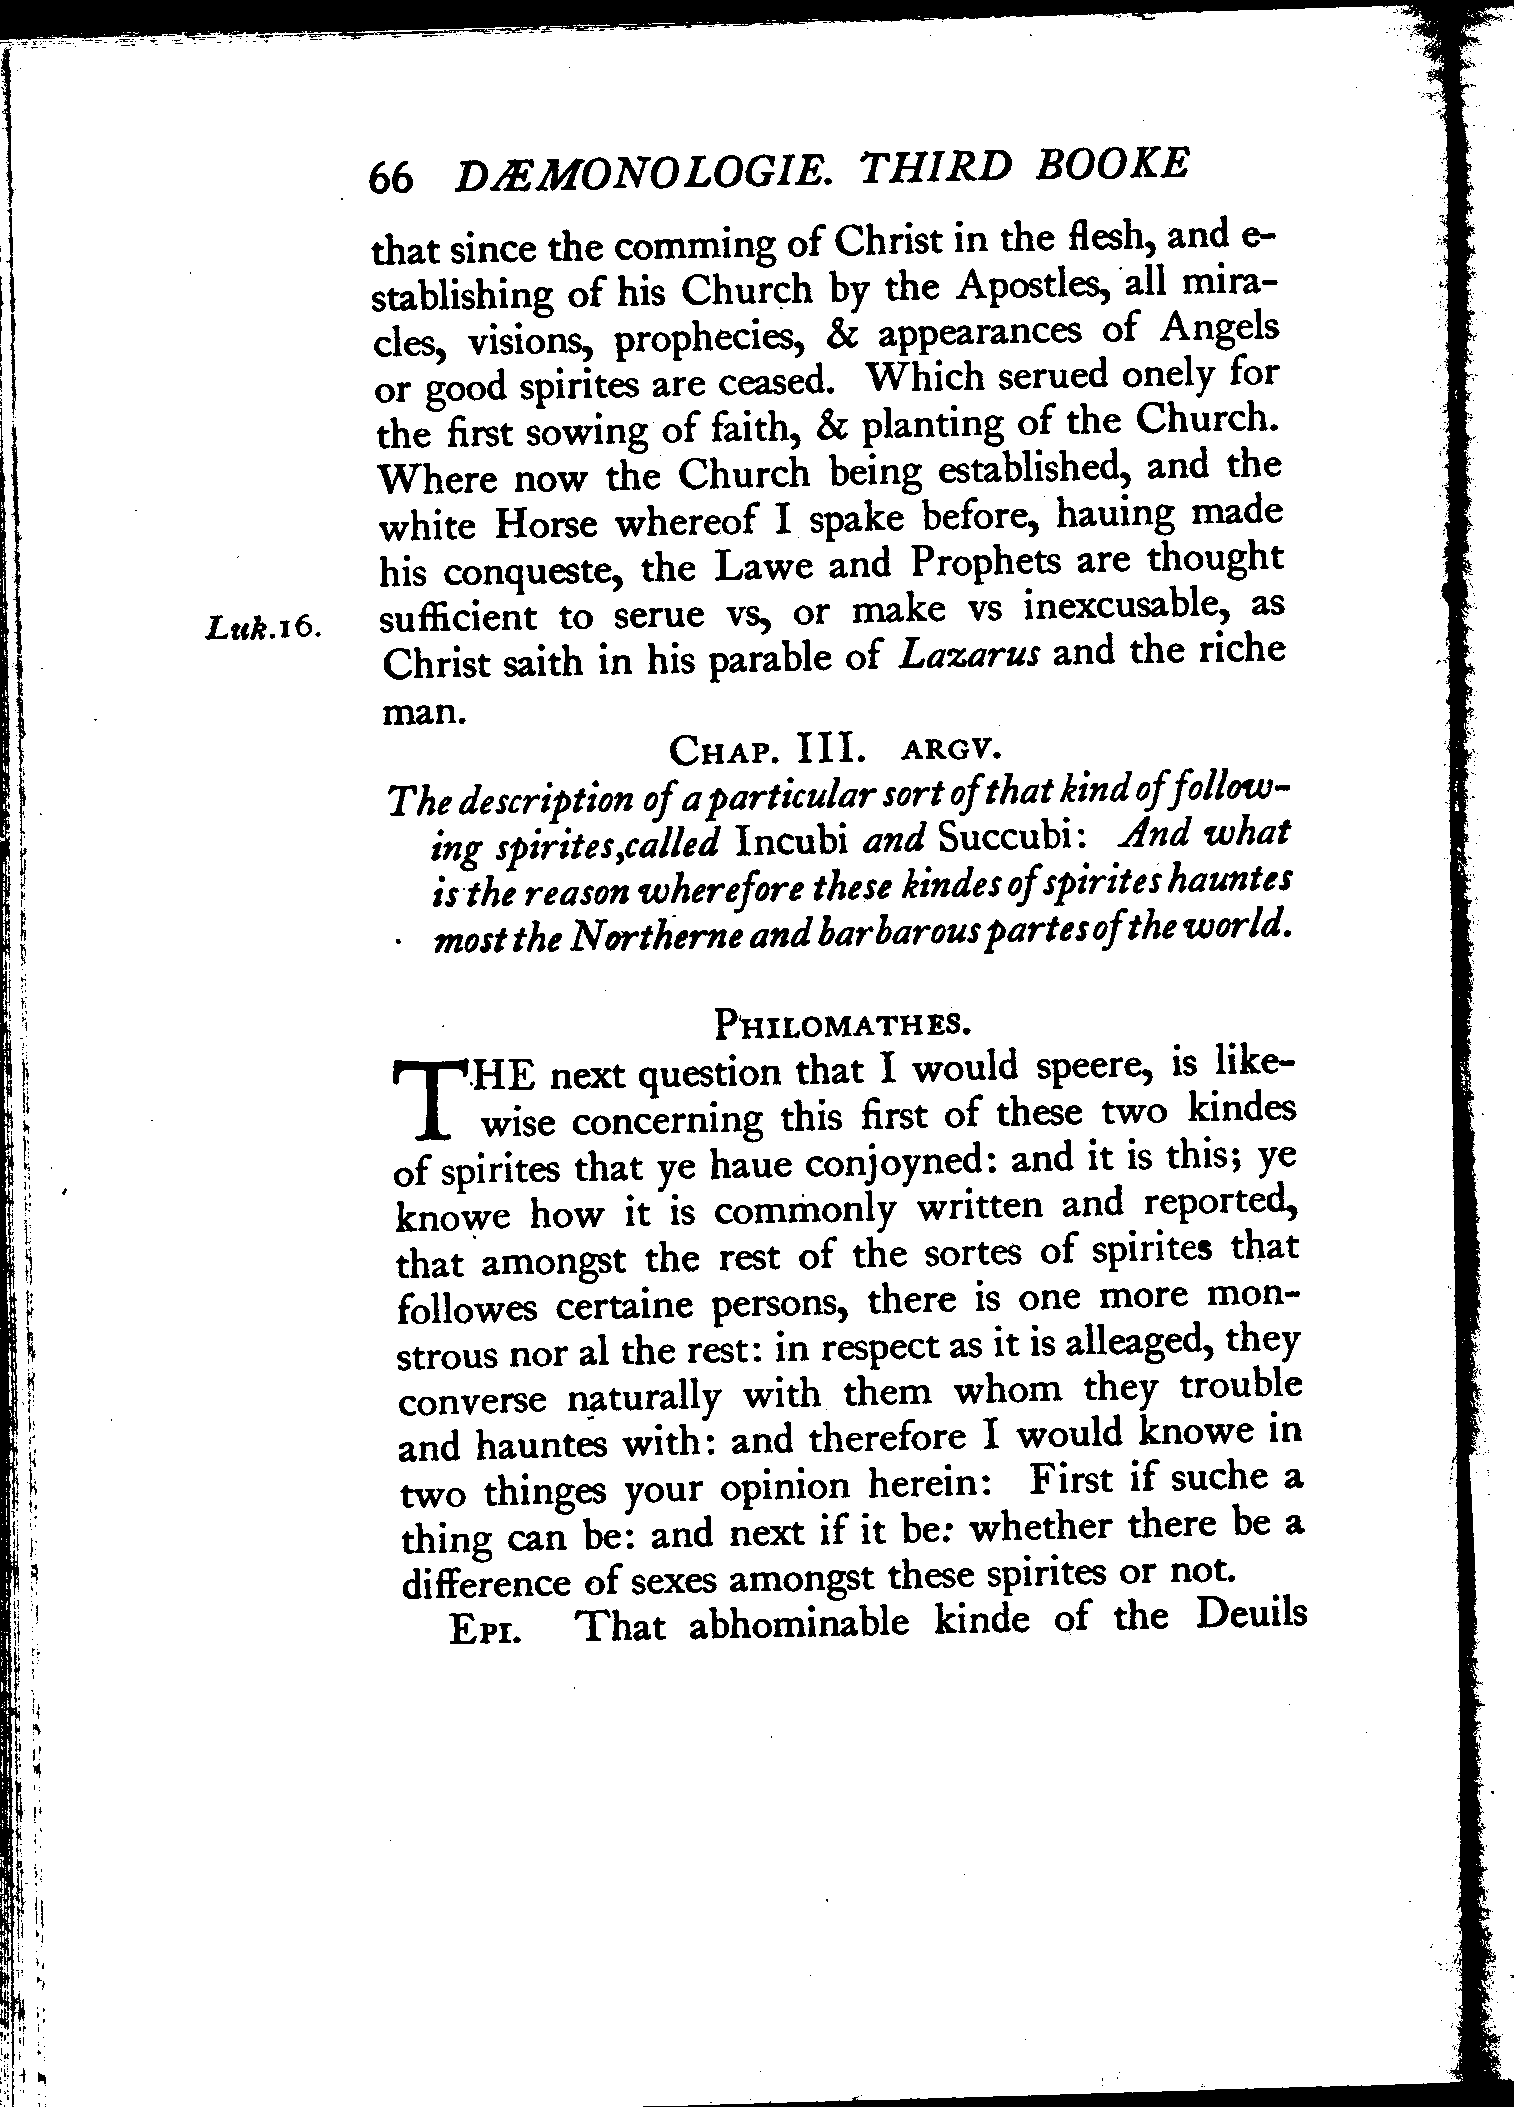 66 DÆMONOLOGIE. THIRD BOOKE
that since the comming of Christ in the flesh, and e-
stablishing of his Church by the Apostles, all mira-
cles, visions, prophecies, & appearances of Angels
or good spirites are ceased. Which serued onely for
the first sowing of faith, & planting of the Church.
Where now the Church being established, and the
white Horse whereof I spake before, hauing made
his conqueste, the Lawe and Prophets are thought
Luk.16.
sufficient to serue vs, or make vs inexcusable, as
Christ saith in his parable of Lazarus and the riche
man.
CHAP. III. ARGV.
The description of a particular sort of that kind of follow-
ing spirites,called Incubi and Succubi: And what
is the reason wherefore these kindes of spirites hauntes
most the Northerne and barbarous partes of the world.
PHILOMATHES.
THE next question that I would speere, is like-
wise concerning this first of these two kindes
of spirites that ye haue conjoyned: and it is this; ye
knowe how it is commonly written and reported,
that amongst the rest of the sortes of spirites that
followes certaine persons, there is one more mon-
strous nor al the rest: in respect as it is alleaged, they
converse naturally with them whom they trouble
and hauntes with: and therefore I would knowe in
two thinges your opinion herein: First if suche a
thing can be: and next if it be: whether there be a
difference of sexes amongst these spirites or not.
EPI. That abhominable kinde of the Deuils